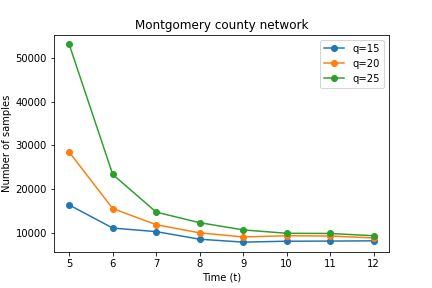 Montgomery county network
q=15
q=20
q=25
Number of samples
50000
40000
30000
20000
10000
5 6 7 8 9 10 11 12
Time (t)